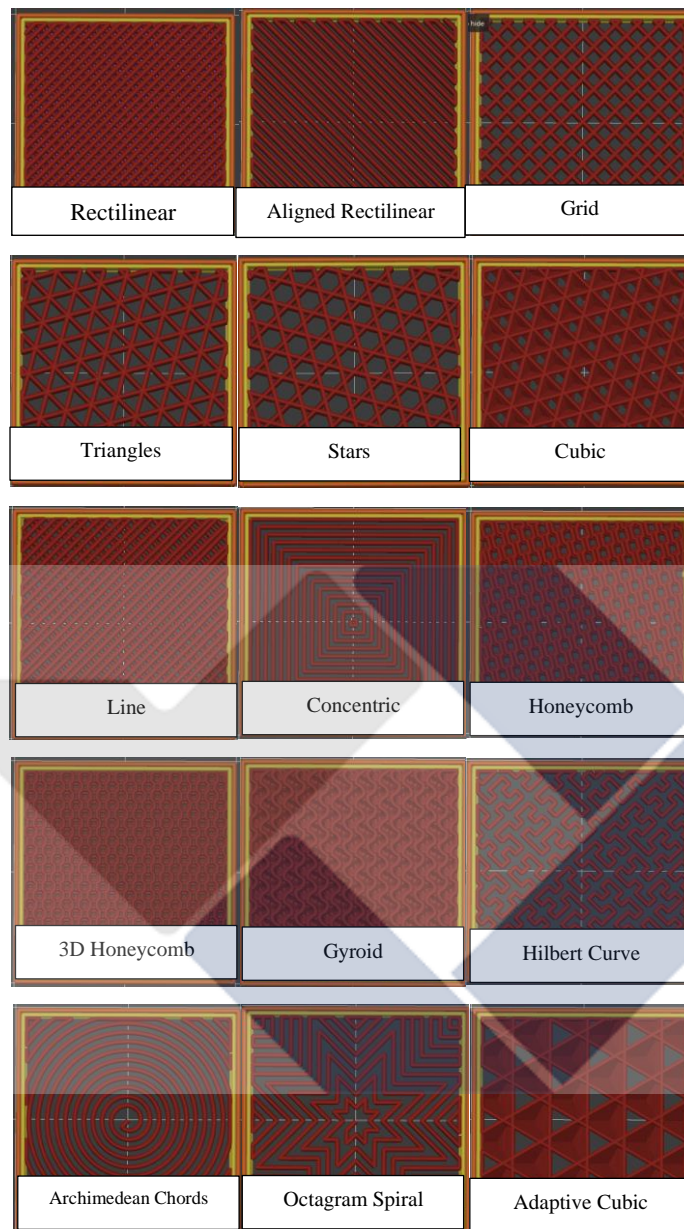 hide
Rectilinear
Aligned Rectilinear
Grid
Triangles
Stars
Cubic
Line
Concentric
Honeycomb
3D Honeycomb
Gyroid
Hilbert Curve
Archimedean Chords
Octagram Spiral
Adaptive Cubic